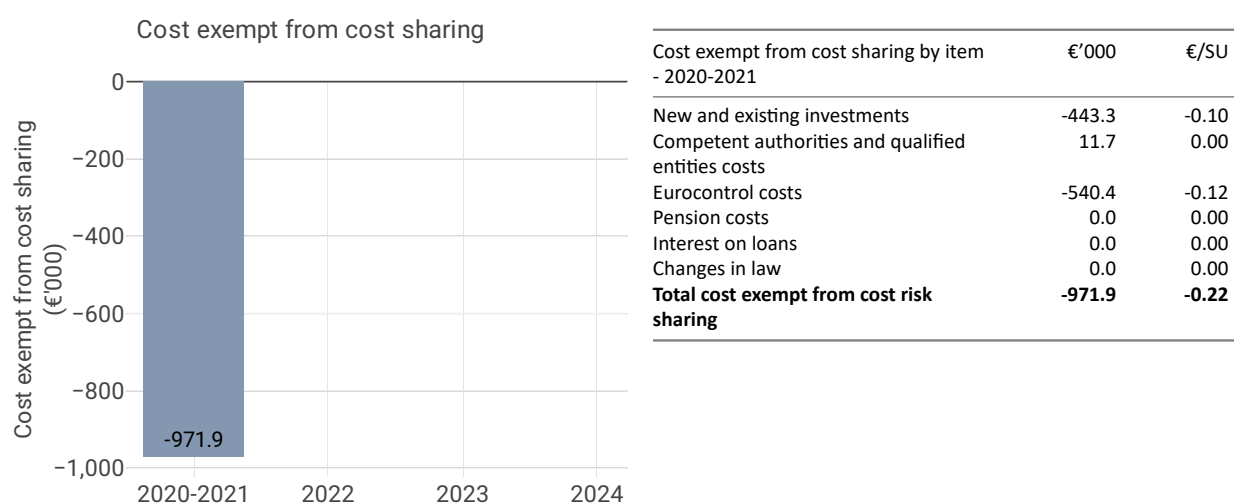 Cost exempt from cost sharing
Cost exempt from cost sharing
(€'000)
0
−200
−400
−600
−800
−1,000
-971.9
2020-2021 2022 2023 2024
Cost exempt from cost sharing by item €’000 €/SU
- 2020-2021
New and existing investments -443.3 -0.10
Competent authorities and qualified 11.7 0.00
entities costs
Eurocontrol costs -540.4 -0.12
Pension costs 0.0 0.00
Interest on loans 0.0 0.00
Changes in law 0.0 0.00
Total cost exempt from cost risk -971.9 -0.22
sharing